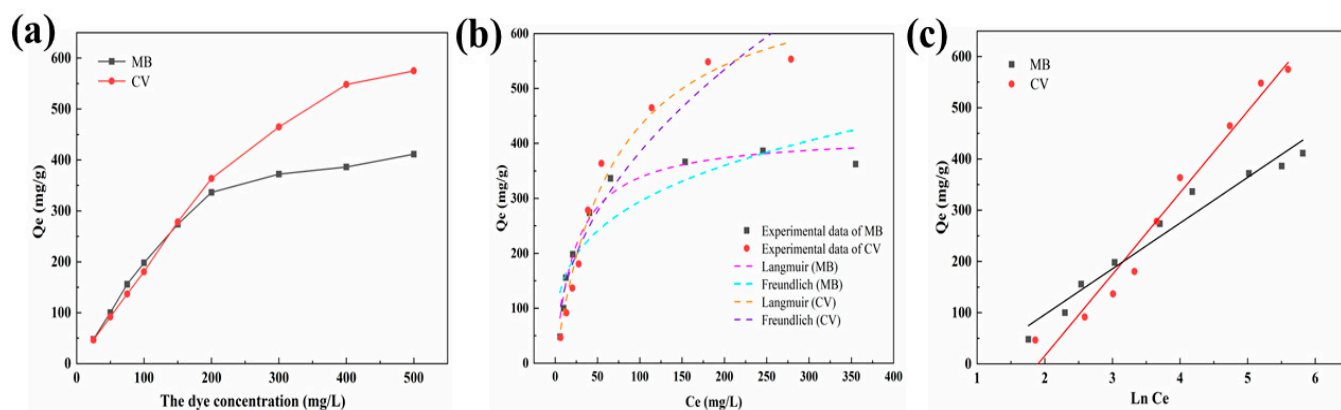 (a)
600
500
400
300
200
100
0
Qe (mg/g)
MB
CV
0 100 200 300 400 500
The dye concentration (mg/L)
(b)
600
500
400
300
200
100
0
Qe (mg/g)
Experimental data of MB
Experimental data of CV
Langmuir (MB)
Freundlich (MB)
Langmuir (CV)
Freundlich (CV)
0 50 100 150 200 250 300 350 400
Ce (mg/L)
(c)
600
500
400
300
200
100
0
Qe (mg/g)
MB
CV
1 2 3 4 5 6
Ln Ce